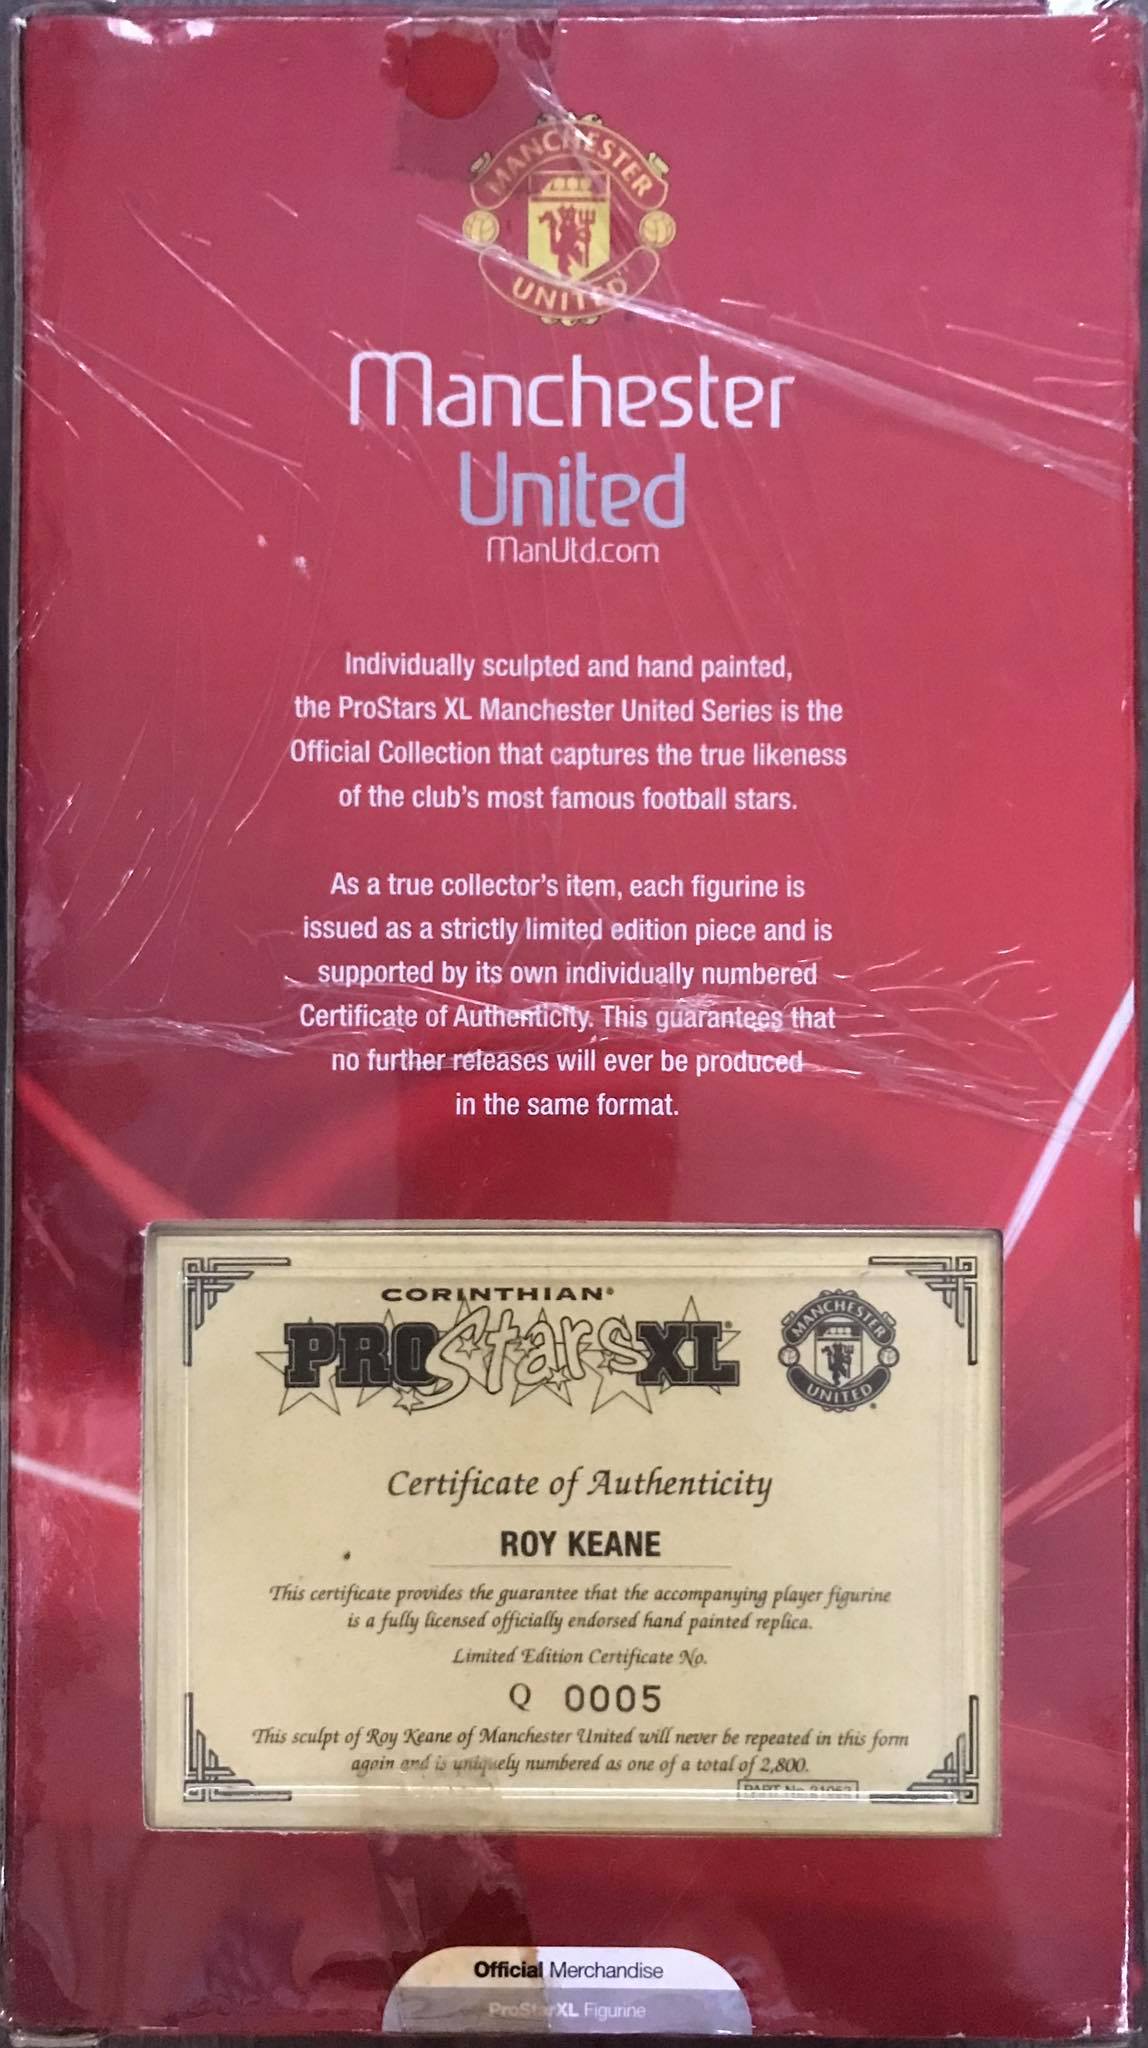 MANCHESTER
UNITED
Manchester
United
ManUtd.com
Individually sculpted and hand painted,
the ProStars XL Manchester United Series is the
Official Collection that captures the true likeness
of the club's most famous football stars.
As a true collector's item, each figurine is
issued as a strictly limited edition piece and is
supported by its own individually numbered
Certificate of Authenticity. This guarantees that
no further releases will ever be produced
in the same format.
CORINTHIAN®
PROStarsXL®
MANCHESTER
UNITED®
Certificate of Authenticity
ROY KEANE
This certificate provides the guarantee that the accompanying player figurine
is a fully licensed officially endorsed hand painted replica.
Limited Edition Certificate No.
Q 0005
This sculpt of Roy Keane of Manchester United will never be repeated in this form
again and is uniquely numbered as one of a total of 2,800.
PART No
Official Merchandise
ProStarXL Figurine